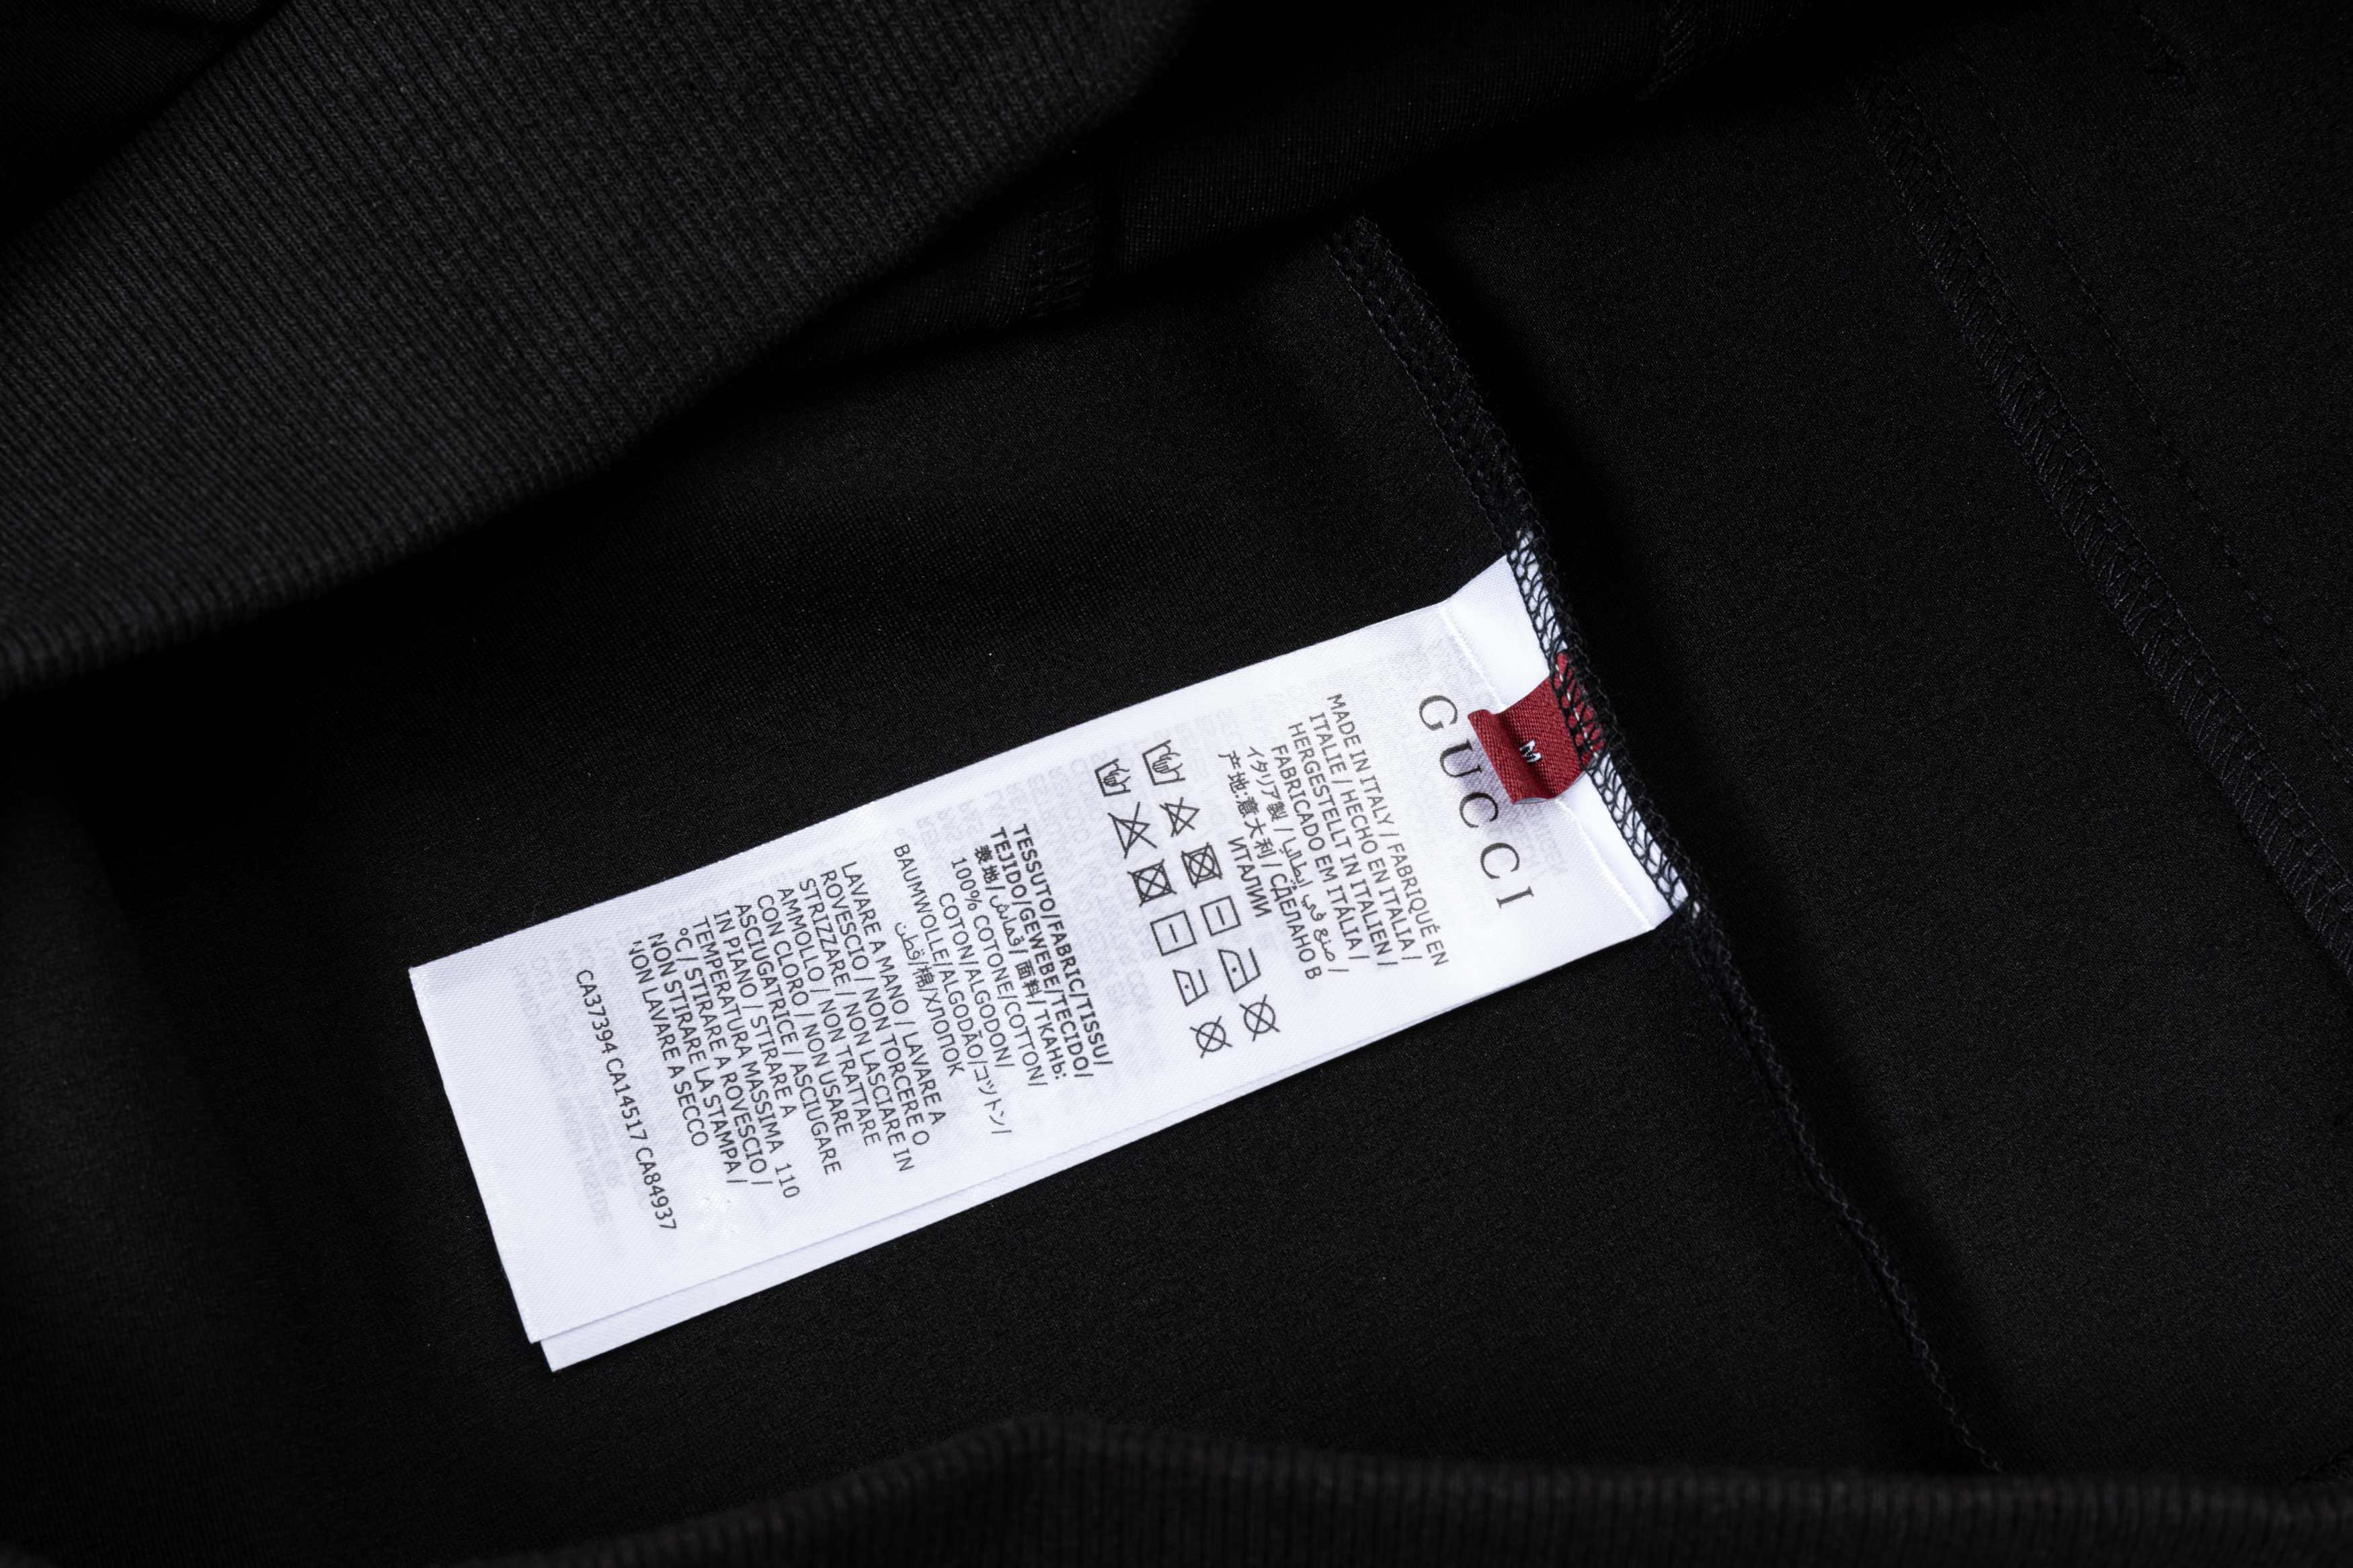 M
GUCCI
MADE IN ITALY / FABRIQUÉ EN
ITALIE / HECHO EN ITALIA /
HERGESTELLT IN ITALIEN /
FABRICADO EM ITÁLIA /
イタリア製 / صنع في إيطاليا /
产地:意大利 / СДЕЛАНО В
ИТАЛИИ
TESSUTO/FABRIC/TISSU/
TEJIDO/GEWEBE/TECIDO/
表地/قماش/ 面料/ ТКАНЬ:
100% COTONE/COTTON/
COTON/ALGODON/
BAUMWOLLE/ALGODÃO/コットン/
قطن/棉/ХЛОПОК
LAVARE A MANO / LAVARE A
ROVESCIO / NON TORCERE O
STRIZZARE / NON LASCIARE IN
AMMOLLO / NON TRATTARE
CON CLORO / NON USARE
ASCIUGATRICE / ASCIUGARE
IN PIANO / STIRARE A
TEMPERATURA MASSIMA 110
°C / STIRARE A ROVESCIO /
NON STIRARE LA STAMPA /
NON LAVARE A SECCO
CA37394 CA14517 CA84937